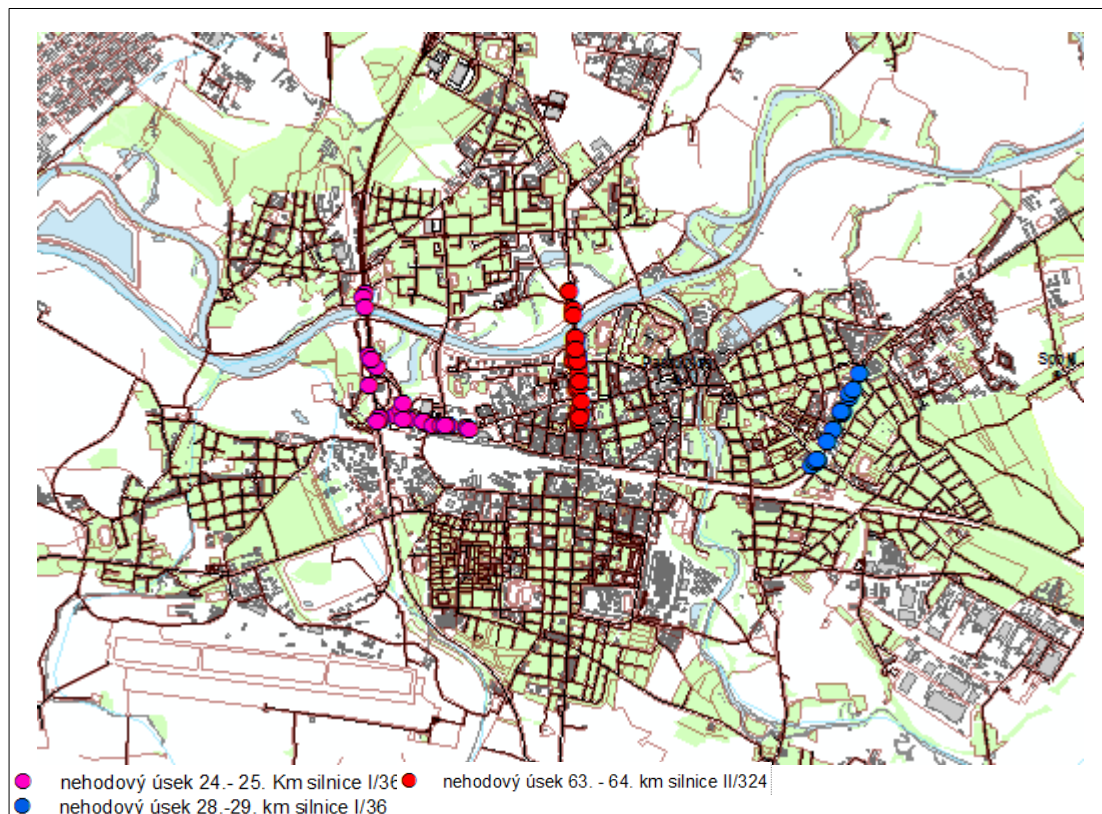 nehodový úsek 24.- 25. Km silnice I/36
nehodový úsek 63. - 64. km silnice II/324
nehodový úsek 28.-29. km silnice I/36